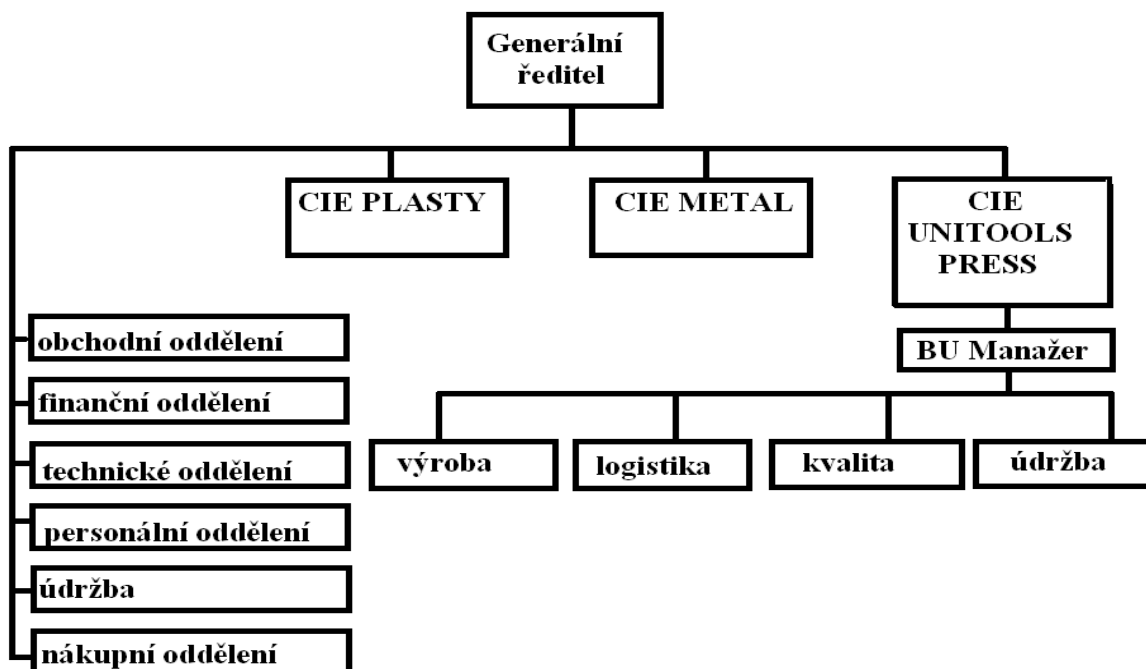 Generální
ředitel
CIE PLASTY
CIE METAL
CIE
UNITOOLS
PRESS
obchodní oddělení
finanční oddělení
technické oddělení
personální oddělení
údržba
nákupní oddělení
BU Manažer
výroba
logistika
kvalita
údržba